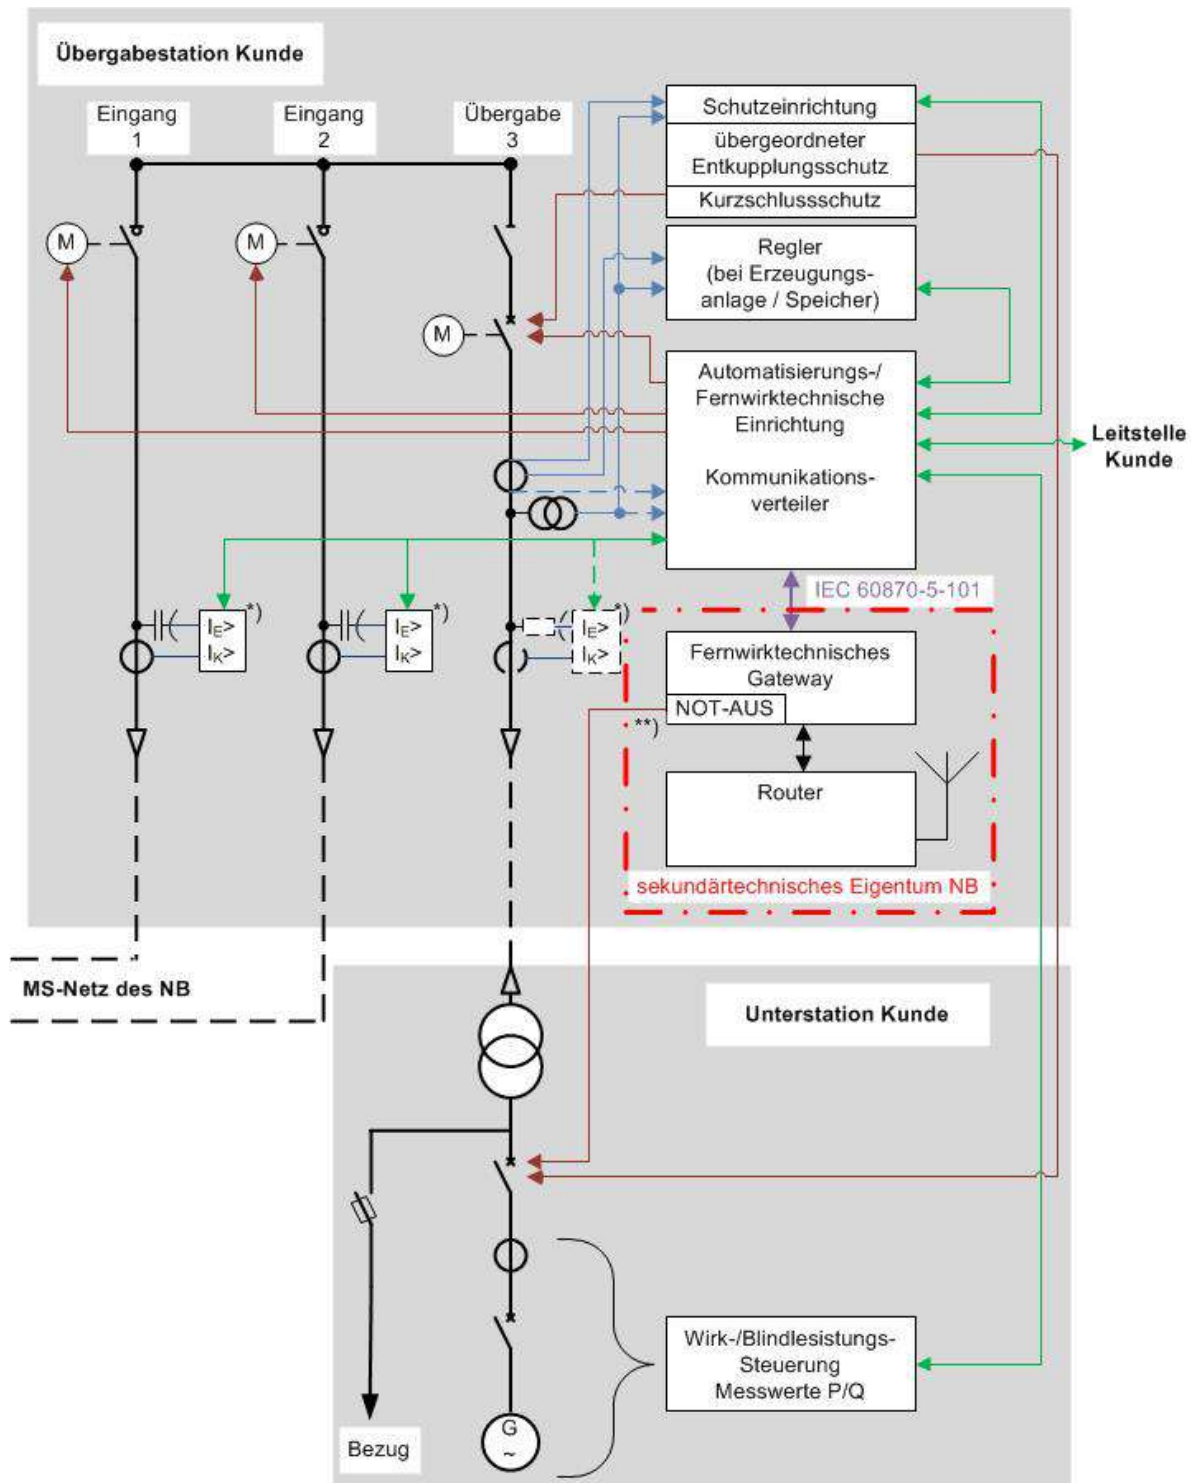 Übergabestation Kunde
Eingang
1
Eingang
2
Übergabe
3
Schutzeinrichtung
übergeordneter
Entkupplungsschutz
Kurzschlussschutz
M
M
Regler
(bei Erzeugungs-
anlage / Speicher)
M
Automatisierungs-/
Fernwirktechnische
Einrichtung
Leitstelle
Kunde
Kommunikations-
verteiler
IEC 60870-5-101
IE>
IK>
*)
IE>
IK>
*)
IE>
IK>
*)
Fernwirktechnisches
Gateway
NOT-AUS
**)
Router
sekundärtechnisches Eigentum NB
MS-Netz des NB
Unterstation Kunde
Wirk-/Blindlesistungs-
Steuerung
Messwerte P/Q
G
~
Bezug